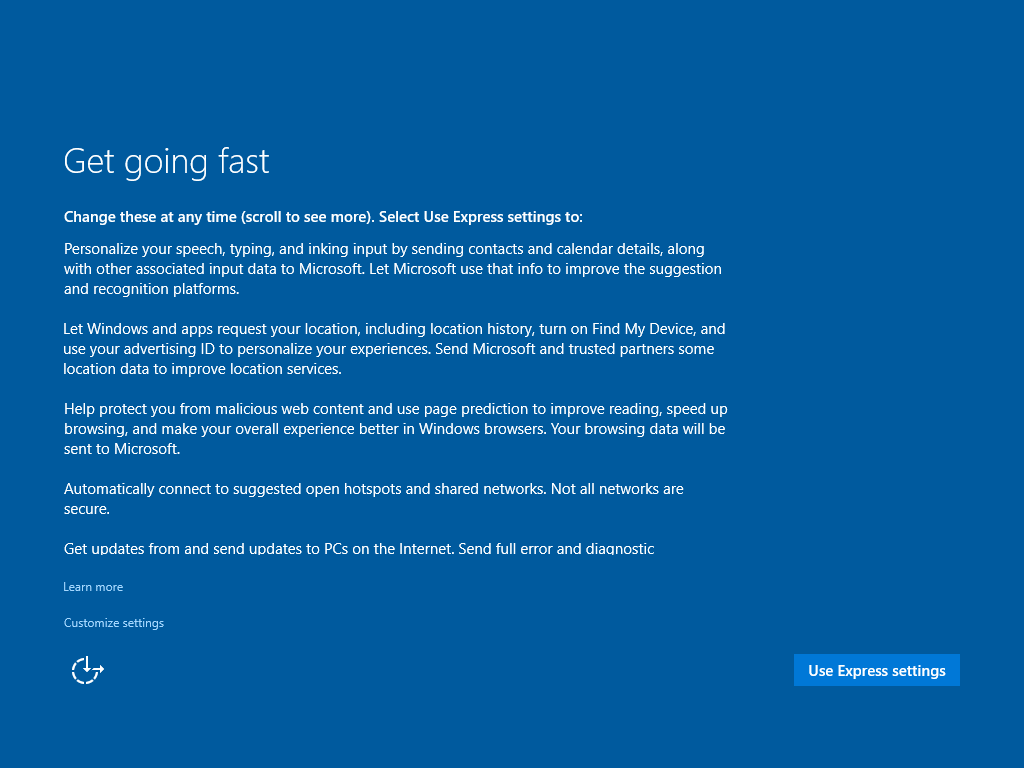 Get going fast
Change these at any time (scroll to see more). Select Use Express settings to:
Personalize your speech, typing, and inking input by sending contacts and calendar details, along
with other associated input data to Microsoft. Let Microsoft use that info to improve the suggestion
and recognition platforms.
Let Windows and apps request your location, including location history, turn on Find My Device, and
use your advertising ID to personalize your experiences. Send Microsoft and trusted partners some
location data to improve location services.
Help protect you from malicious web content and use page prediction to improve reading, speed up
browsing, and make your overall experience better in Windows browsers. Your browsing data will be
sent to Microsoft.
Automatically connect to suggested open hotspots and shared networks. Not all networks are
secure.
Get updates from and send updates to PCs on the Internet. Send full error and diagnostic
Learn more
Customize settings
Use Express settings